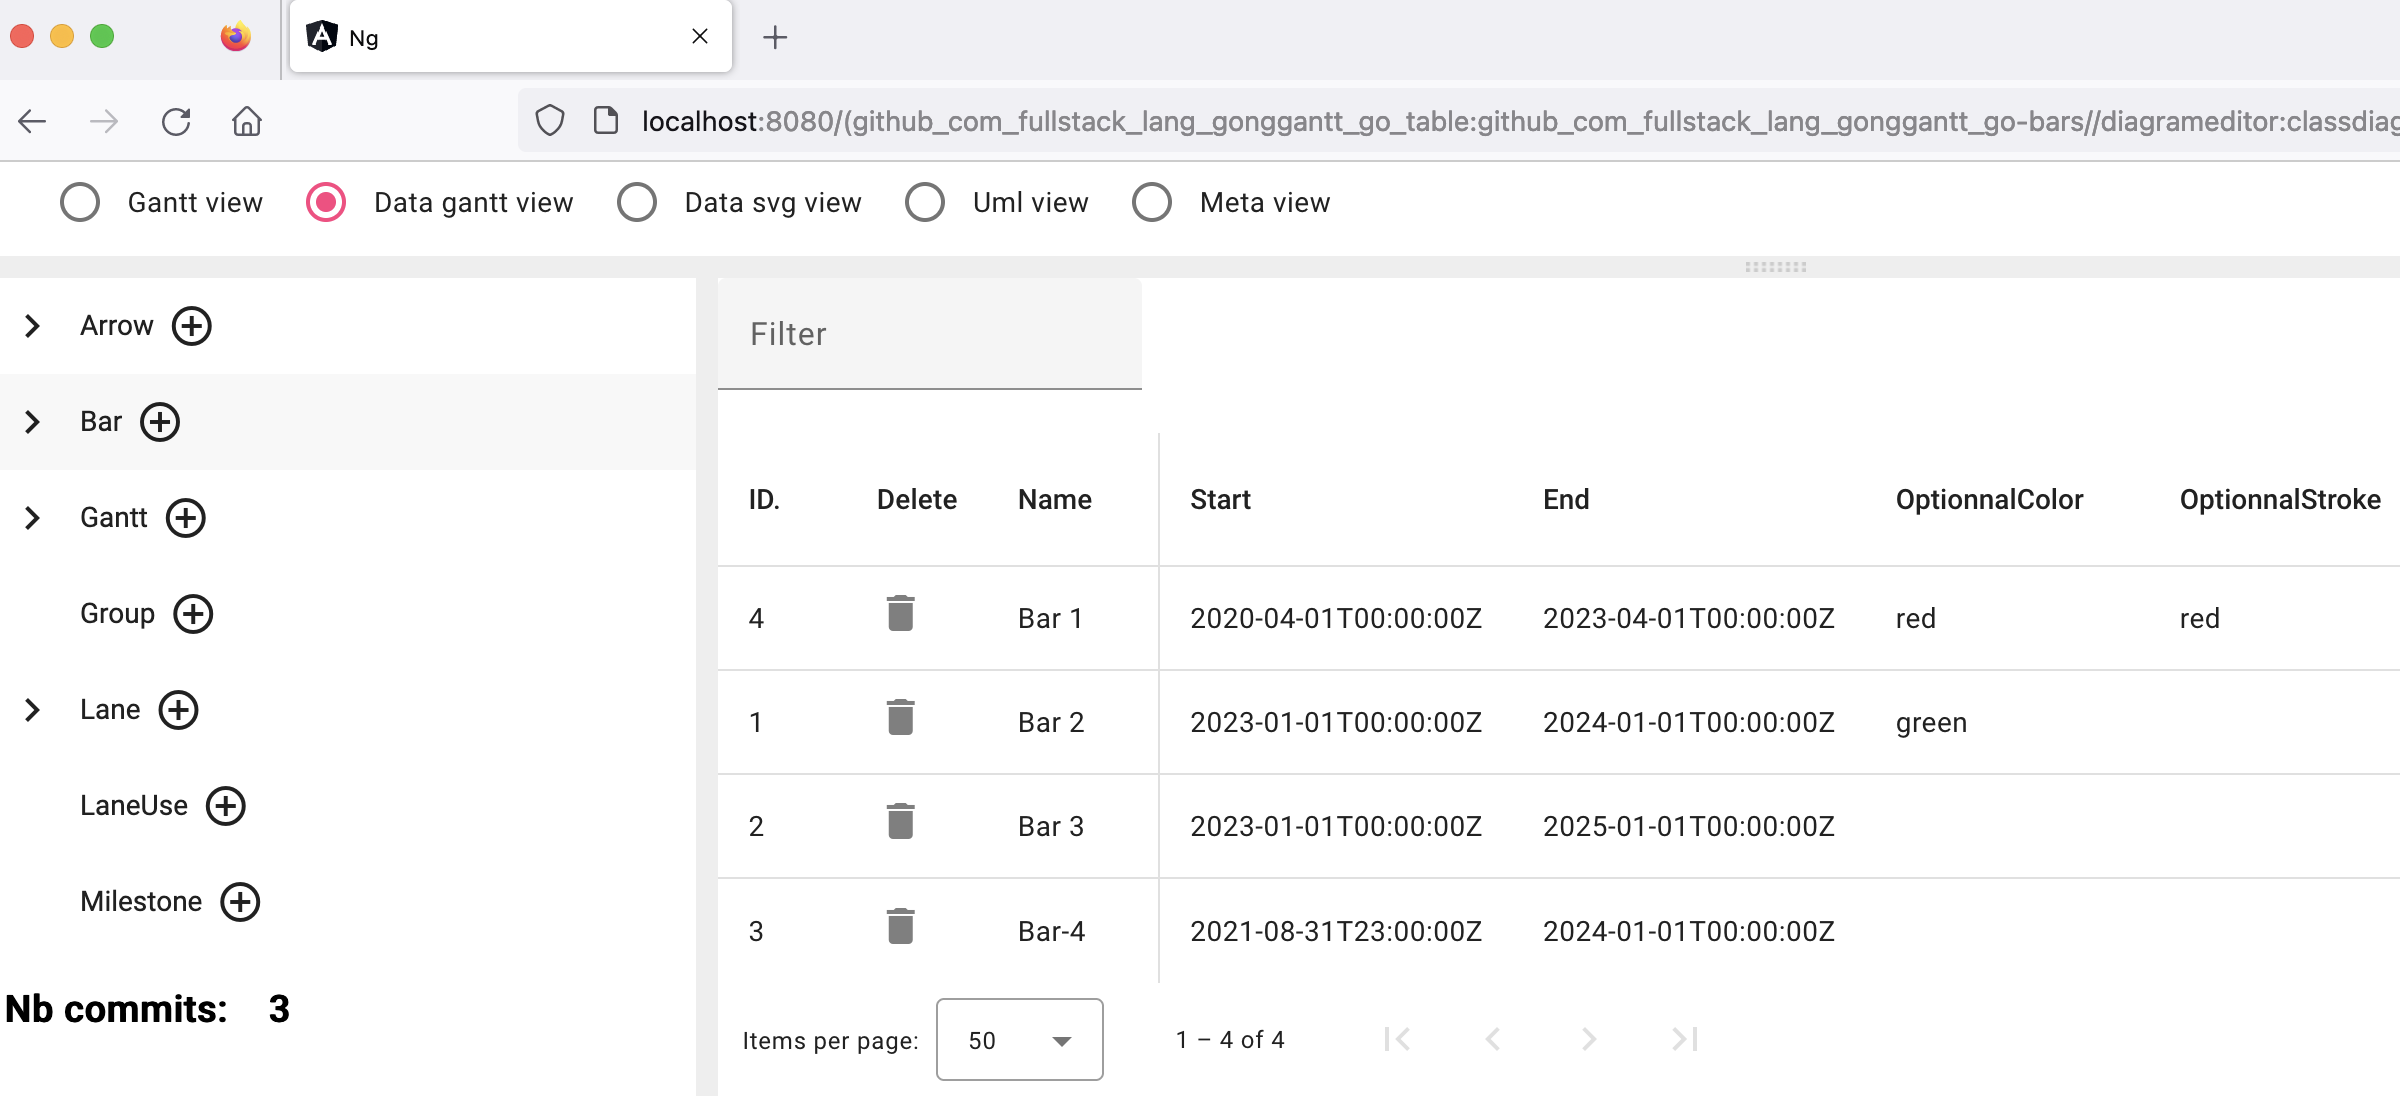 Ng
localhost:8080/(github_com_fullstack_lang_gonggantt_go_table:github_com_fullstack_lang_gonggantt_go-bars//diagrameditor:classdiag
Gantt view Data gantt view Data svg view Uml view Meta view
Arrow
Bar
Gantt
Group
Lane
LaneUse
Milestone
Nb commits: 3
Filter
ID. Delete Name Start End OptionnalColor OptionnalStroke
4 Bar 1 2020-04-01T00:00:00Z 2023-04-01T00:00:00Z red red
1 Bar 2 2023-01-01T00:00:00Z 2024-01-01T00:00:00Z green
2 Bar 3 2023-01-01T00:00:00Z 2025-01-01T00:00:00Z
3 Bar-4 2021-08-31T23:00:00Z 2024-01-01T00:00:00Z
Items per page: 50 1 – 4 of 4